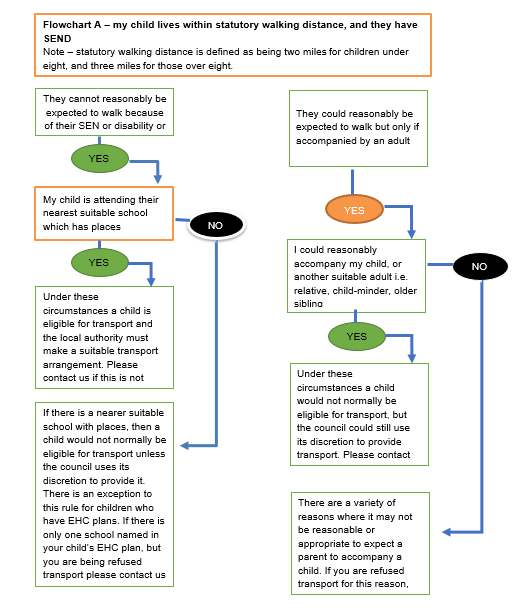 Flowchart A – my child lives within statutory walking distance, and they have
SEND
Note – statutory walking distance is defined as being two miles for children under
eight, and three miles for those over eight.
They cannot reasonably be
expected to walk because
of their SEN or disability or
YES
My child is attending their
nearest suitable school
which has places
NO
YES
Under these
circumstances a child is
eligible for transport and
the local authority must
make a suitable transport
arrangement. Please
contact us if this is not
If there is a nearer suitable
school with places, then a
child would not normally be
eligible for transport unless
the council uses its
discretion to provide it.
There is an exception to
this rule for children who
have EHC plans. If there is
only one school named in
your child's EHC plan, but
you are being refused
transport please contact us
They could reasonably be
expected to walk but only if
accompanied by an adult
YES
I could reasonably
accompany my child, or
another suitable adult i.e.
relative, child-minder, older
sibling
NO
YES
Under these
circumstances a child
would not normally be
eligible for transport, but
the council could still use
its discretion to provide
transport. Please contact
There are a variety of
reasons where it may not
be reasonable or
appropriate to expect a
parent to accompany a
child. If you are refused
transport for this reason,